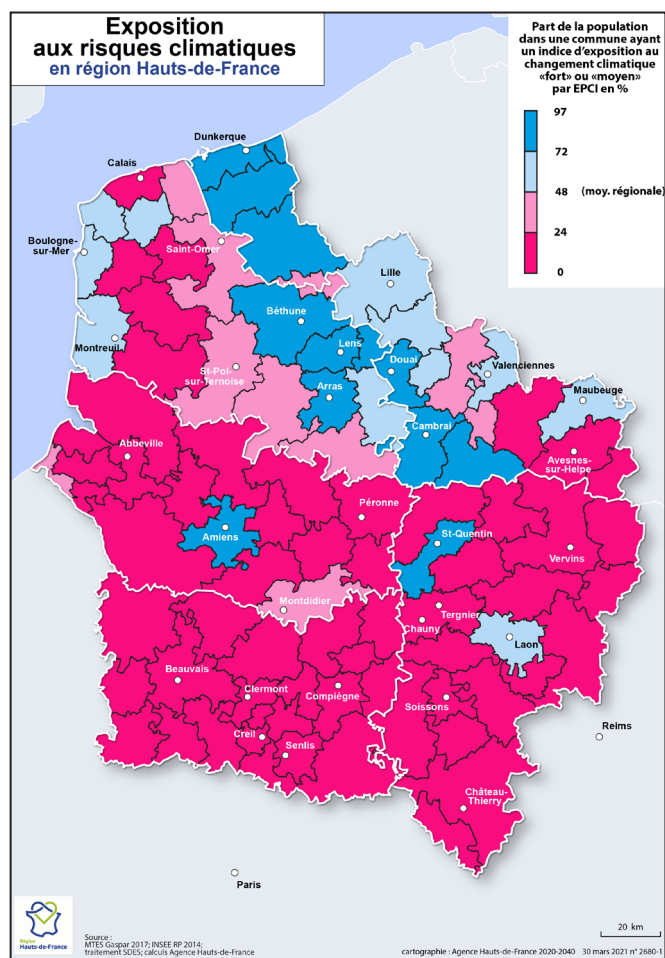 Exposition
aux risques climatiques
en région Hauts-de-France
Part de la population
dans une commune ayant
un indice d'exposition au
changement climatique
«fort» ou «moyen»
par EPCI en %
97
72
48 (moy. régionale)
24
0
Dunkerque
Calais
Saint-Omer
Boulogne-
sur-Mer
Lille
Béthune
Lens
Montreuil
St-Pol
sur-Ternoise
Douai
Valenciennes
Arras
Maubeuge
Cambrai
Abbeville
Avesnes-
sur-Helpe
Péronne
Amiens
St-Quentin
Vervins
Montdidier
Tergnier
Chauny
Laon
Beauvais
Clermont
Compiègne
Soissons
Creil
Senlis
Reims
Château-
Thierry
Paris
20 km
Région
Hauts-de-France
Source :
MTES Gaspar 2017; INSEE RP 2014;
traitement SDES; calculs Agence Hauts-de-France
cartographie : Agence Hauts-de-France 2020-2040 30 mars 2021 n° 2680-1